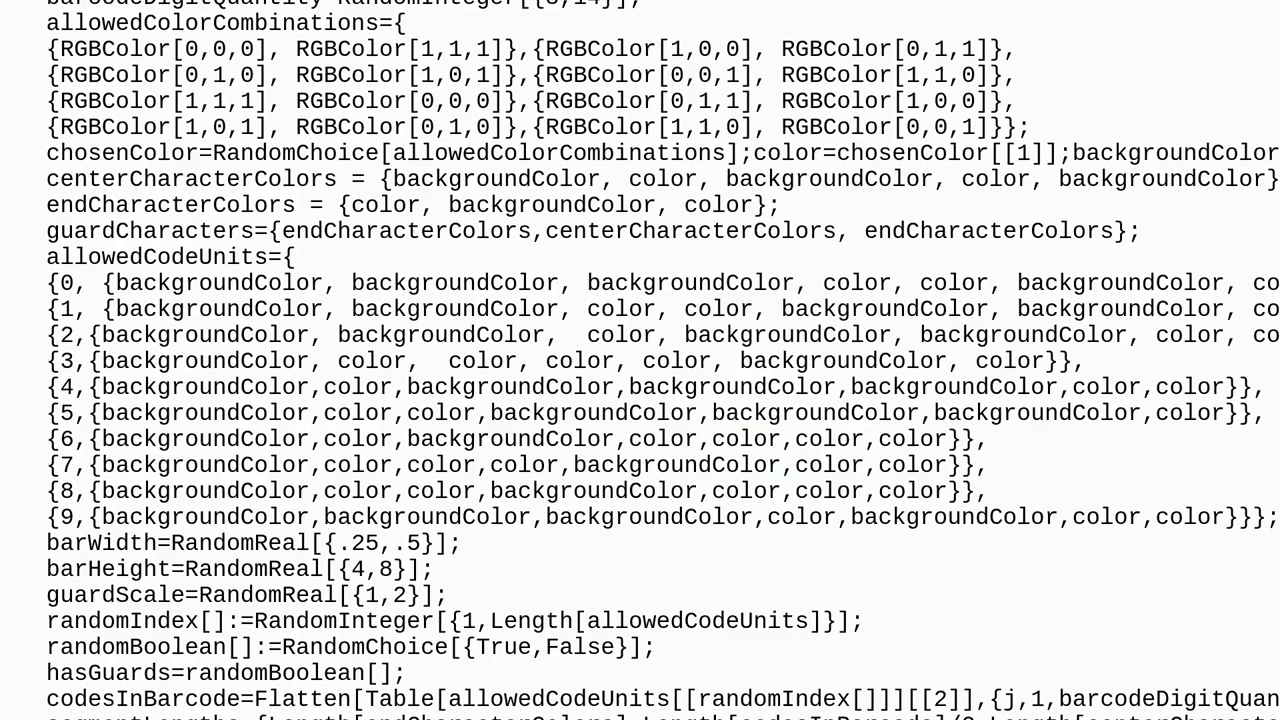 barcodeDigitQuantity=RandomInteger[{8,14}];
allowedColorCombinations={
{RGBColor[0,0,0], RGBColor[1,1,1]},{RGBColor[1,0,0], RGBColor[0,1,1]},
{RGBColor[0,1,0], RGBColor[1,0,1]},{RGBColor[0,0,1], RGBColor[1,1,0]},
{RGBColor[1,1,1], RGBColor[0,0,0]},{RGBColor[0,1,1], RGBColor[1,0,0]},
{RGBColor[1,0,1], RGBColor[0,1,0]},{RGBColor[1,1,0], RGBColor[0,0,1]}};
chosenColor=RandomChoice[allowedColorCombinations];color=chosenColor[[1]];backgroundColor
centerCharacterColors = {backgroundColor, color, backgroundColor, color, backgroundColor}
endCharacterColors = {color, backgroundColor, color};
guardCharacters={endCharacterColors,centerCharacterColors, endCharacterColors};
allowedCodeUnits={
{0, {backgroundColor, backgroundColor, backgroundColor, color, color, backgroundColor, co
{1, {backgroundColor, backgroundColor, color, color, backgroundColor, backgroundColor, co
{2,{backgroundColor, backgroundColor,  color, backgroundColor, backgroundColor, color, co
{3,{backgroundColor, color,  color, color, color, backgroundColor, color}},
{4,{backgroundColor,color,backgroundColor,backgroundColor,backgroundColor,color,color}},
{5,{backgroundColor,color,color,backgroundColor,backgroundColor,backgroundColor,color}},
{6,{backgroundColor,color,backgroundColor,color,color,color,color}},
{7,{backgroundColor,color,color,color,backgroundColor,color,color}},
{8,{backgroundColor,color,color,backgroundColor,color,color,color}},
{9,{backgroundColor,backgroundColor,backgroundColor,color,backgroundColor,color,color}}};
barWidth=RandomReal[{.25,.5}];
barHeight=RandomReal[{4,8}];
guardScale=RandomReal[{1,2}];
randomIndex[]:=RandomInteger[{1,Length[allowedCodeUnits]}];
randomBoolean[]:=RandomChoice[{True,False}];
hasGuards=randomBoolean[];
codesInBarcode=Flatten[Table[allowedCodeUnits[[randomIndex[]]][[2]],{j,1,barcodeDigitQuan